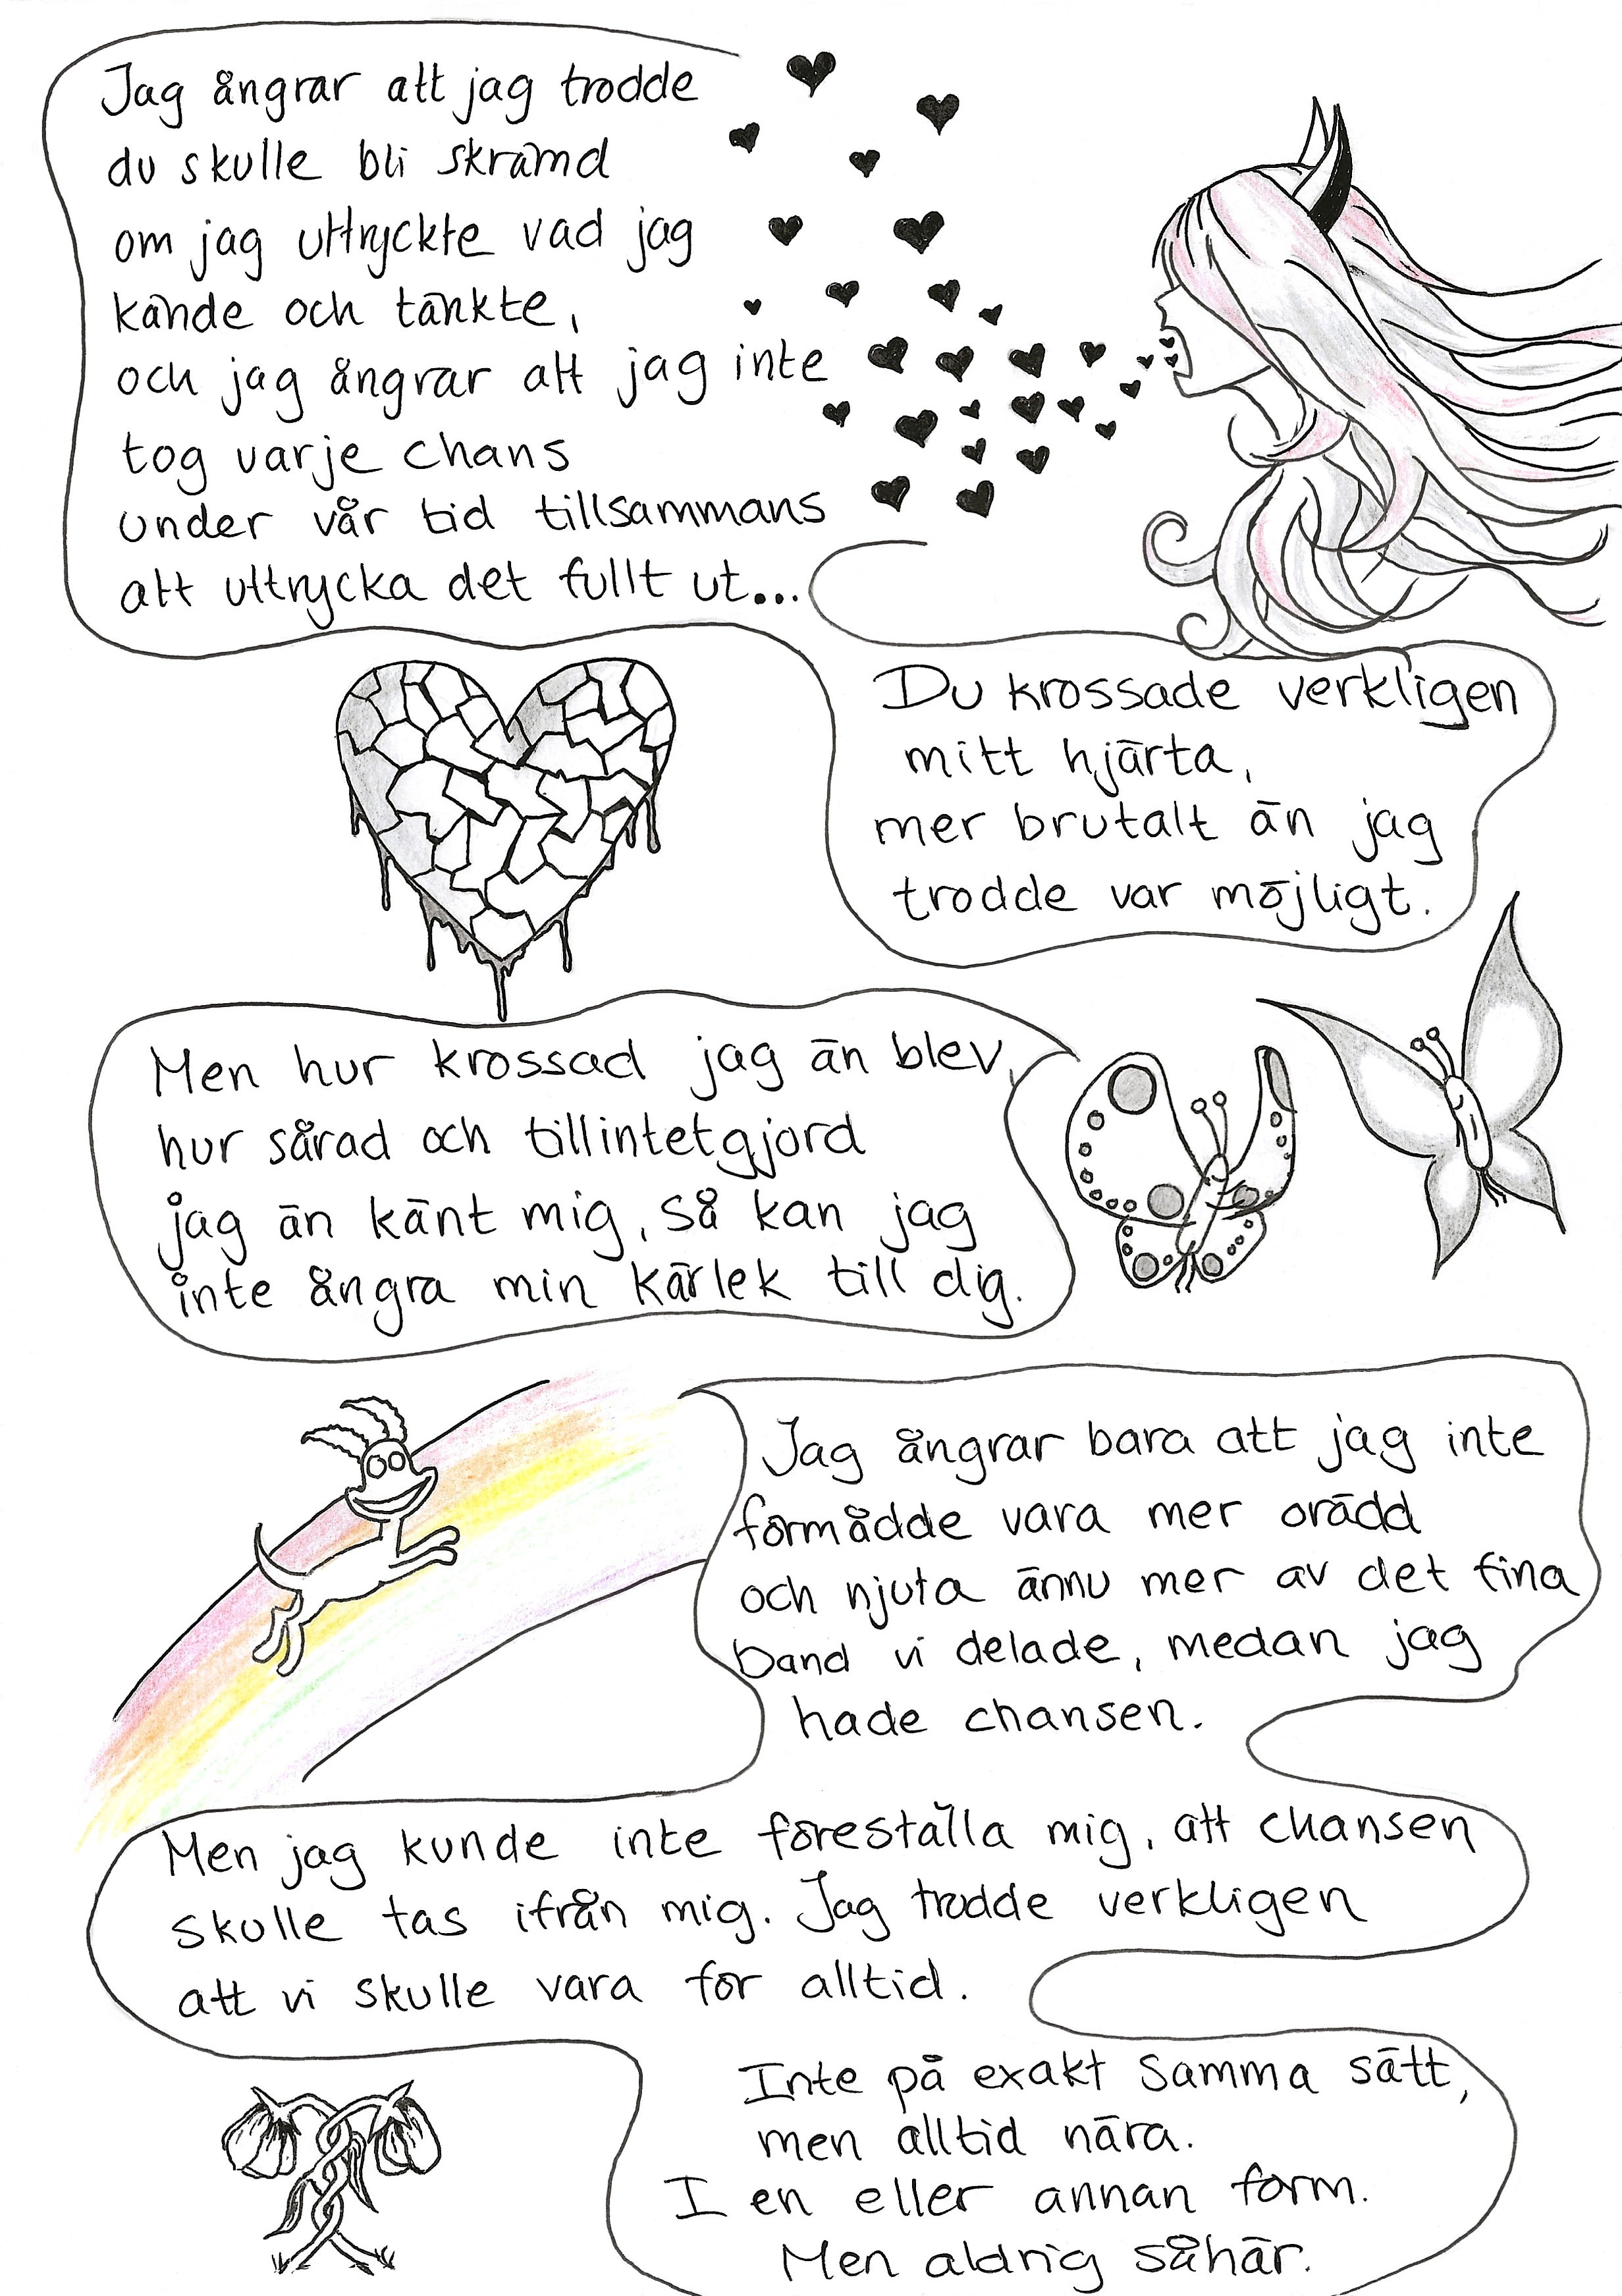 Jag ångrar att jag trodde
du skulle bli skrämd
om jag uttryckte vad jag
kände och tänkte,
och jag ångrar att jag inte
tog varje chans
under vår tid tillsammans
att uttrycka det fullt ut...
Du krossade verkligen
mitt hjärta,
mer brutalt än jag
trodde var möjligt.
Men hur krossad jag än blev,
hur sårad och tillintetgjord
jag än känt mig, så kan jag
inte ångra min kärlek till dig.
Jag ångrar bara att jag inte
förmådde vara mer orädd
och njuta ännu mer av det fina
band vi delade, medan jag
hade chansen.
Men jag kunde inte föreställa mig, att chansen
skulle tas ifrån mig. Jag trodde verkligen
att vi skulle vara för alltid.
Inte på exakt samma sätt,
men alltid nära.
I en eller annan form.
Men aldrig såhär.